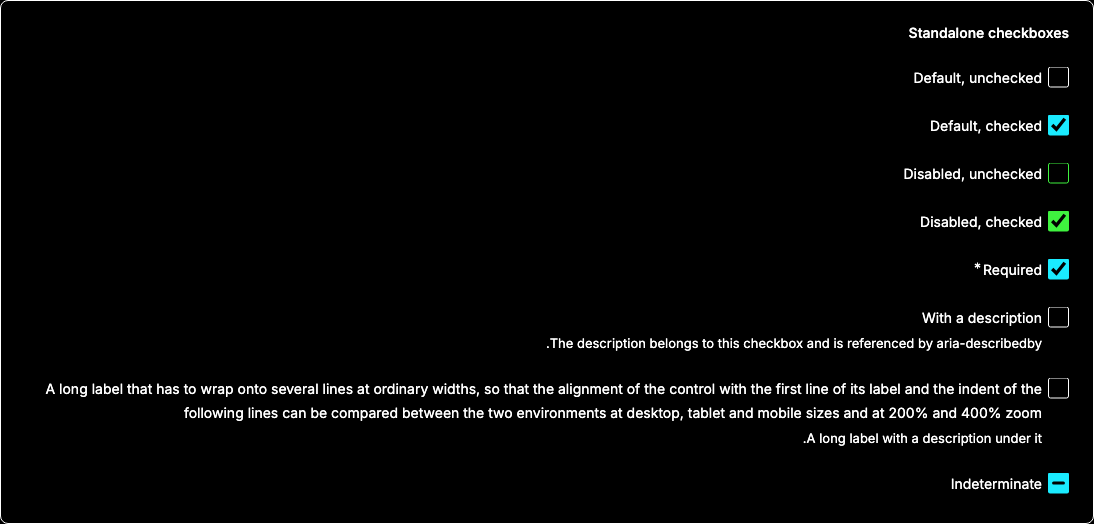 Standalone checkboxes
Default, unchecked
Default, checked
Disabled, unchecked
Disabled, checked
*Required
With a description
.The description belongs to this checkbox and is referenced by aria-describedby
A long label that has to wrap onto several lines at ordinary widths, so that the alignment of the control with the first line of its label and the indent of the
following lines can be compared between the two environments at desktop, tablet and mobile sizes and at 200% and 400% zoom
.A long label with a description under it
Indeterminate